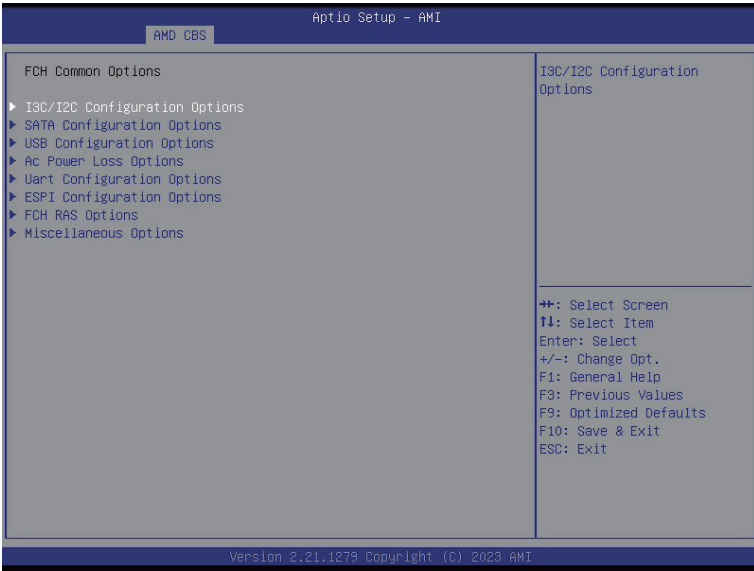 Aptio Setup – AMI
AMD CBS
FCH Common Options
I3C/I2C Configuration Options
SATA Configuration Options
USB Configuration Options
Ac Power Loss Options
Uart Configuration Options
ESPI Configuration Options
FCH RAS Options
Miscellaneous Options
I3C/I2C Configuration
Options
→←: Select Screen
↑↓: Select Item
Enter: Select
+/-: Change Opt.
F1: General Help
F3: Previous Values
F9: Optimized Defaults
F10: Save & Exit
ESC: Exit
Version 2.21.1279 Copyright (C) 2023 AMI